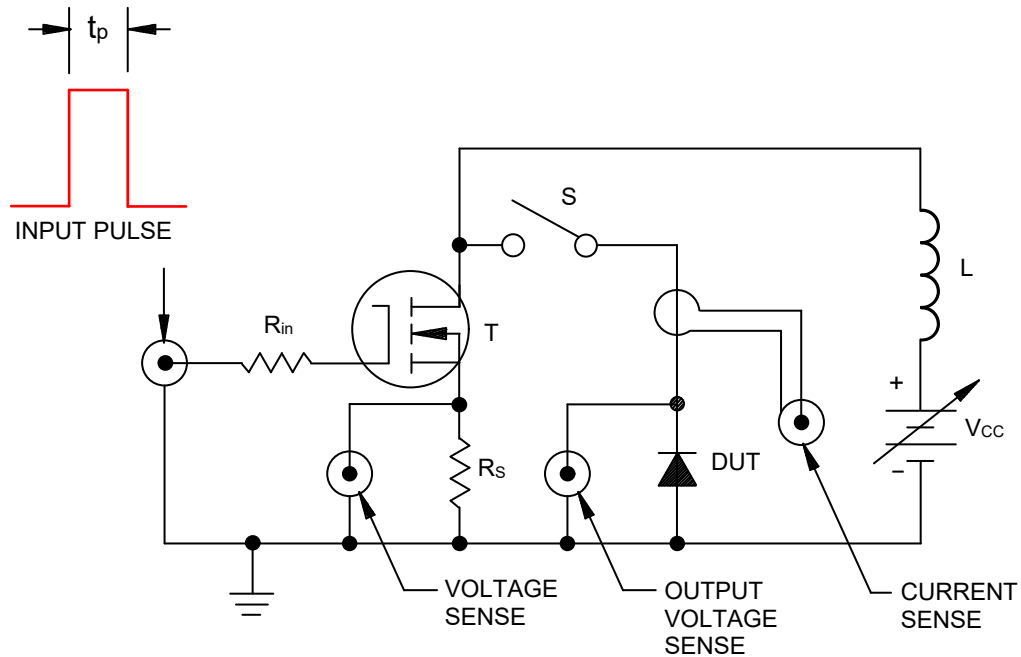 tp
INPUT PULSE
S
L
Rin
T
+
VCC
−
RS
DUT
VOLTAGE
SENSE
OUTPUT
VOLTAGE
SENSE
CURRENT
SENSE